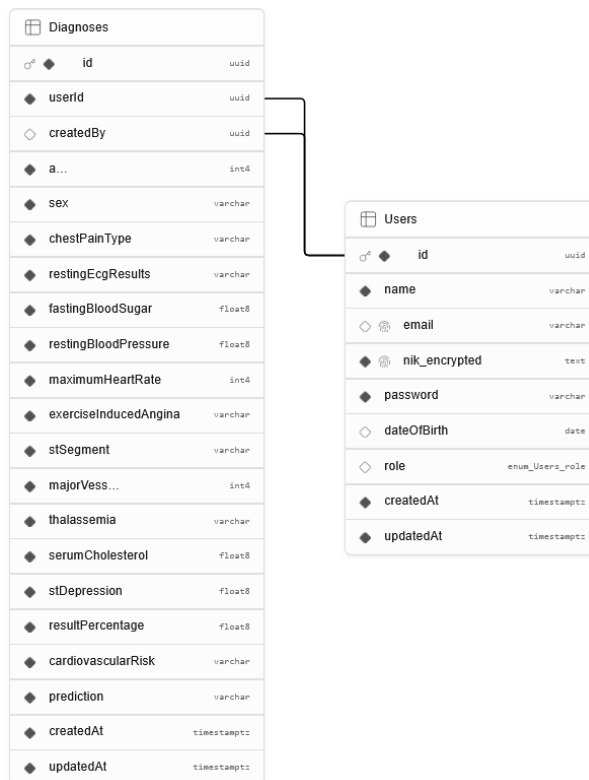 Diagnoses
id uuid
userId uuid
createdBy uuid
a... int4
sex varchar
chestPainType varchar
restingEcgResults varchar
fastingBloodSugar float8
restingBloodPressure float8
maximumHeartRate int4
exerciseInducedAngina varchar
stSegment varchar
majorVess... int4
thalassemia varchar
serumCholesterol float8
stDepression float8
resultPercentage float8
cardiovascularRisk varchar
prediction varchar
createdAt timestamptz
updatedAt timestamptz
Users
id uuid
name varchar
email varchar
nik_encrypted text
password varchar
dateOfBirth date
role enum_Users_role
createdAt timestamptz
updatedAt timestamptz